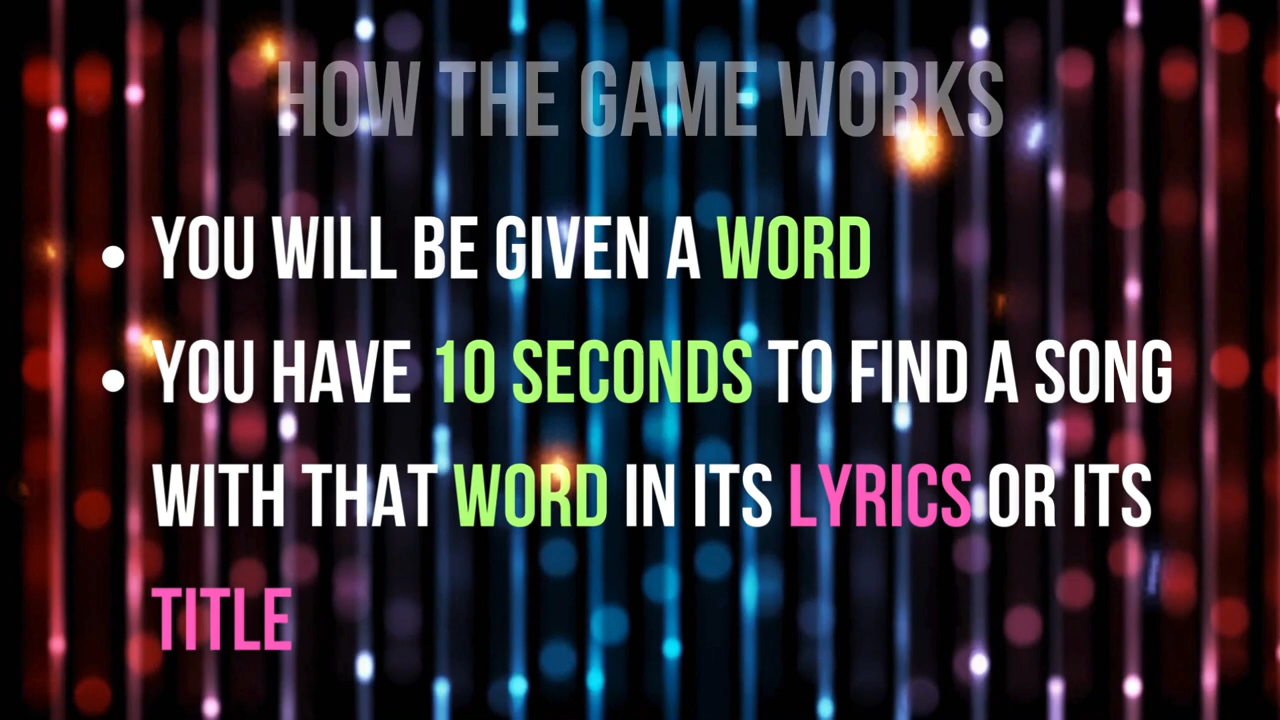 HOW THE GAME WORKS
• YOU WILL BE GIVEN A WORD
• YOU HAVE 10 SECONDS TO FIND A SONG
WITH THAT WORD IN ITS LYRICS OR ITS
TITLE